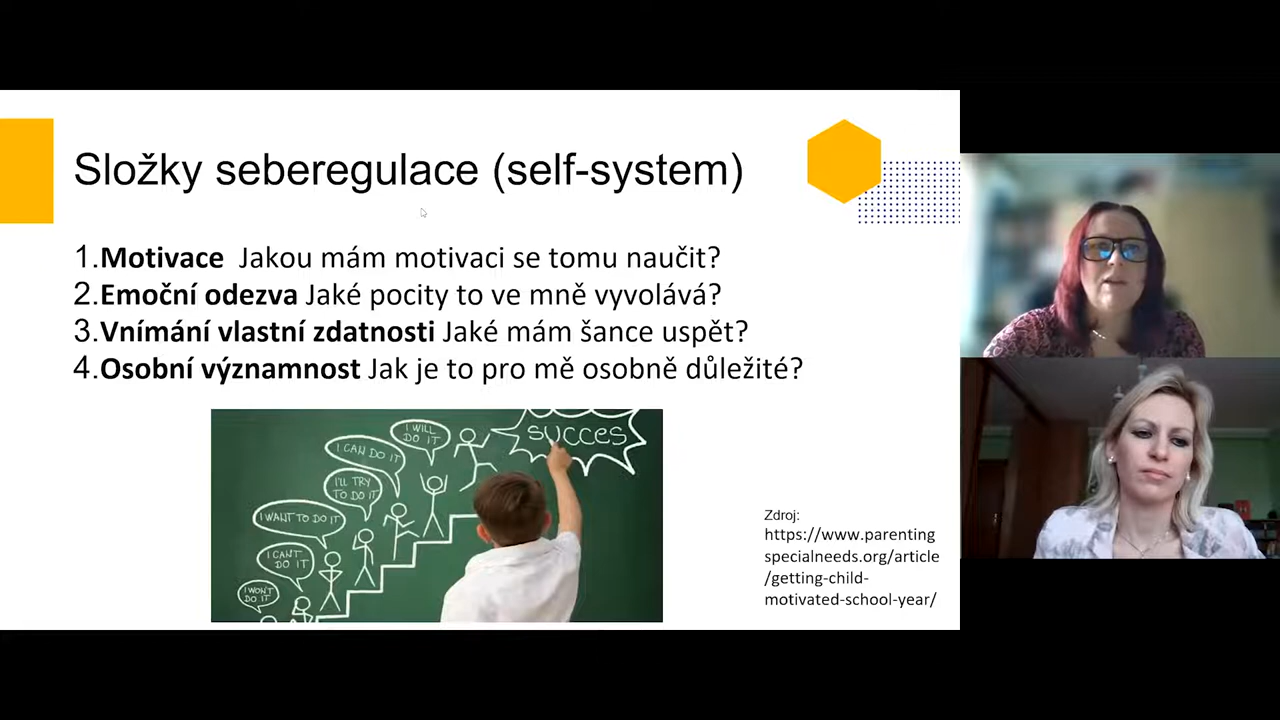 Složky seberegulace (self-system)
1.Motivace  Jakou mám motivaci se tomu naučit?
2.Emoční odezva Jaké pocity to ve mně vyvolává?
3.Vnímání vlastní zdatnosti Jaké mám šance uspět?
4.Osobní významnost Jak je to pro mě osobně důležité?
SUCCES
I WILL
DO IT
I CAN DO IT
I'LL TRY
TO DO IT
I WANT TO DO IT
I CAN'T
DO IT
I WON'T
DO IT
Zdroj:
https://www.parenting
specialneeds.org/article
/getting-child-
motivated-school-year/